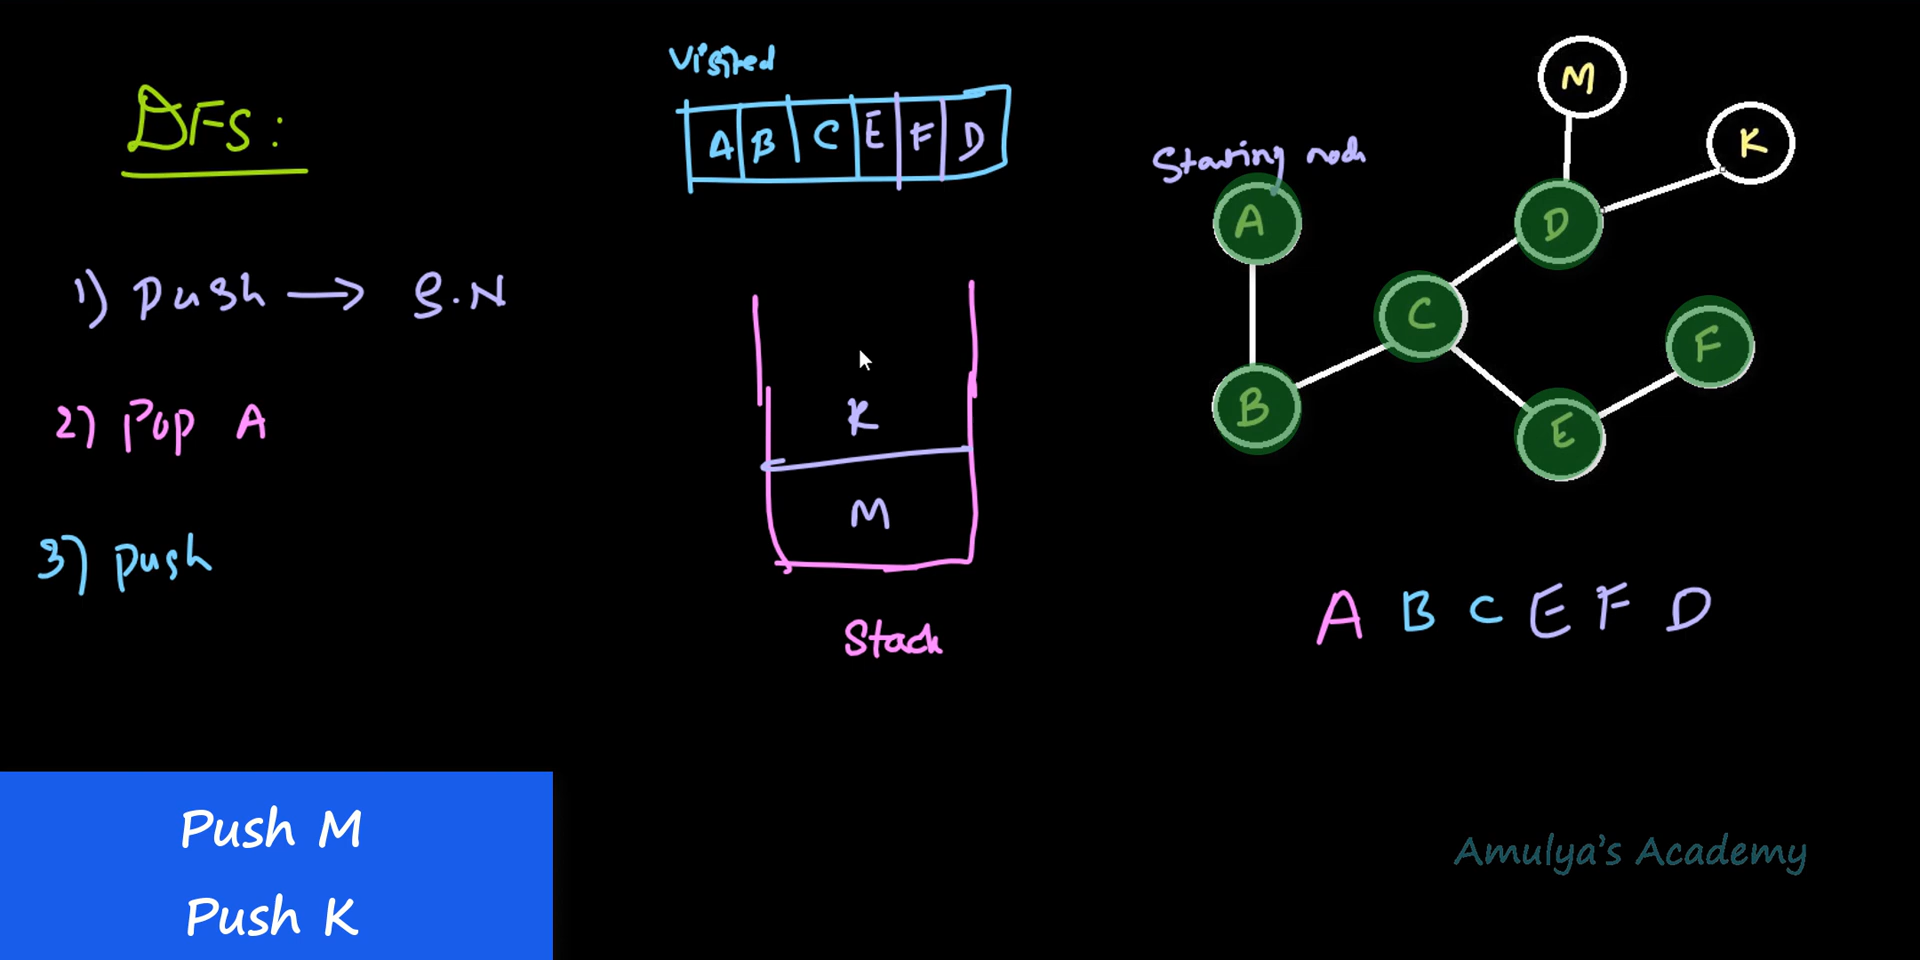 DFS:
1) Push → S.N
2) Pop A
3) Push
Visited
A B C E F D
K
M
Stack
Starting node
M
K
A
D
C
F
B
E
A B C E F D
Push M
Push K
Amulya's Academy